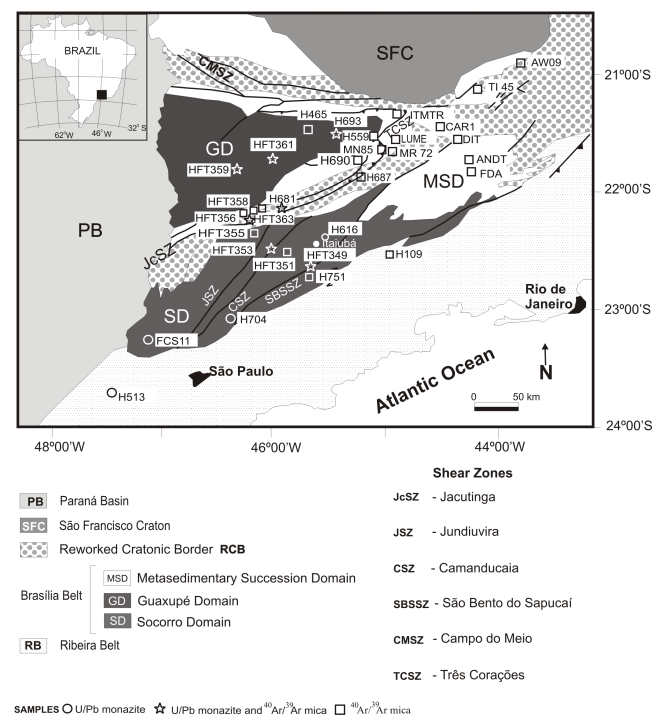 BRAZIL
62°W 46°W 32°S
SFC
CMSZ
AW09
TI 45
21°00'S
H465
H693
ITMTR
TCSZ
CAR1
H559
LUME
DIT
GD
HFT361
MN85
MR 72
H690
ANDT
HFT359
H687
FDA
MSD
HFT358
H681
22°00'S
HFT356
HFT363
PB
HFT355
H616
JcSZ
Itajubá
HFT353
HFT349
H109
HFT351
H751
Rio de
Janeiro
JSZ
CSZ
SBSSZ
SD
H704
23°00'S
FCS11
São Paulo
Atlantic Ocean
N
H513
0 50 km
24°00'S
48°00'W 46°00'W 44°00'W
Shear Zones
PB Paraná Basin
SFC São Francisco Craton
Reworked Cratonic Border RCB
Brasília Belt
MSD Metasedimentary Succession Domain
GD Guaxupé Domain
SD Socorro Domain
RB Ribeira Belt
JcSZ - Jacutinga
JSZ - Jundiuvira
CSZ - Camanducaia
SBSSZ - São Bento do Sapucaí
CMSZ - Campo do Meio
TCSZ - Três Corações
SAMPLES U/Pb monazite U/Pb monazite and 40Ar/39Ar mica 40Ar/39Ar mica